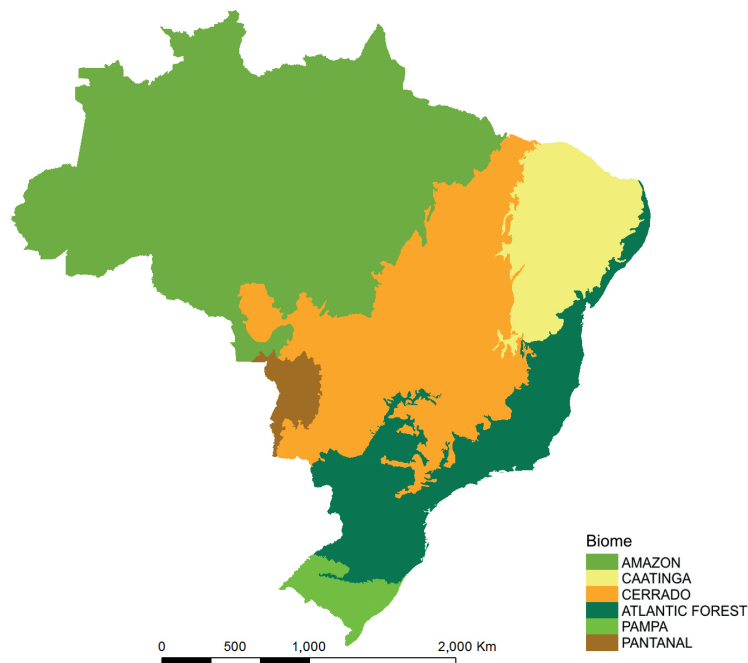 Biome
AMAZON
CAATINGA
CERRADO
ATLANTIC FOREST
PAMPA
PANTANAL
0 500 1,000 2,000 Km